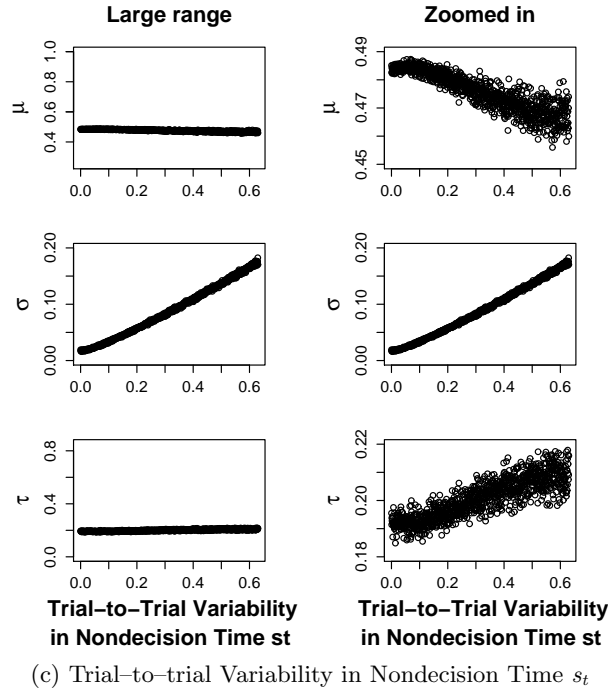 Large range
Zoomed in
μ
0.4 0.6 0.8 1.0
0.0 0.2 0.4 0.6
μ
0.45 0.47 0.49
0.0 0.2 0.4 0.6
σ
0.00 0.10 0.20
0.0 0.2 0.4 0.6
σ
0.00 0.10 0.20
0.0 0.2 0.4 0.6
τ
0.0 0.4 0.8
0.0 0.2 0.4 0.6
τ
0.18 0.20 0.22
0.0 0.2 0.4 0.6
Trial−to−Trial Variability
in Nondecision Time st
Trial−to−Trial Variability
in Nondecision Time st
(c) Trial–to–trial Variability in Nondecision Time s_t